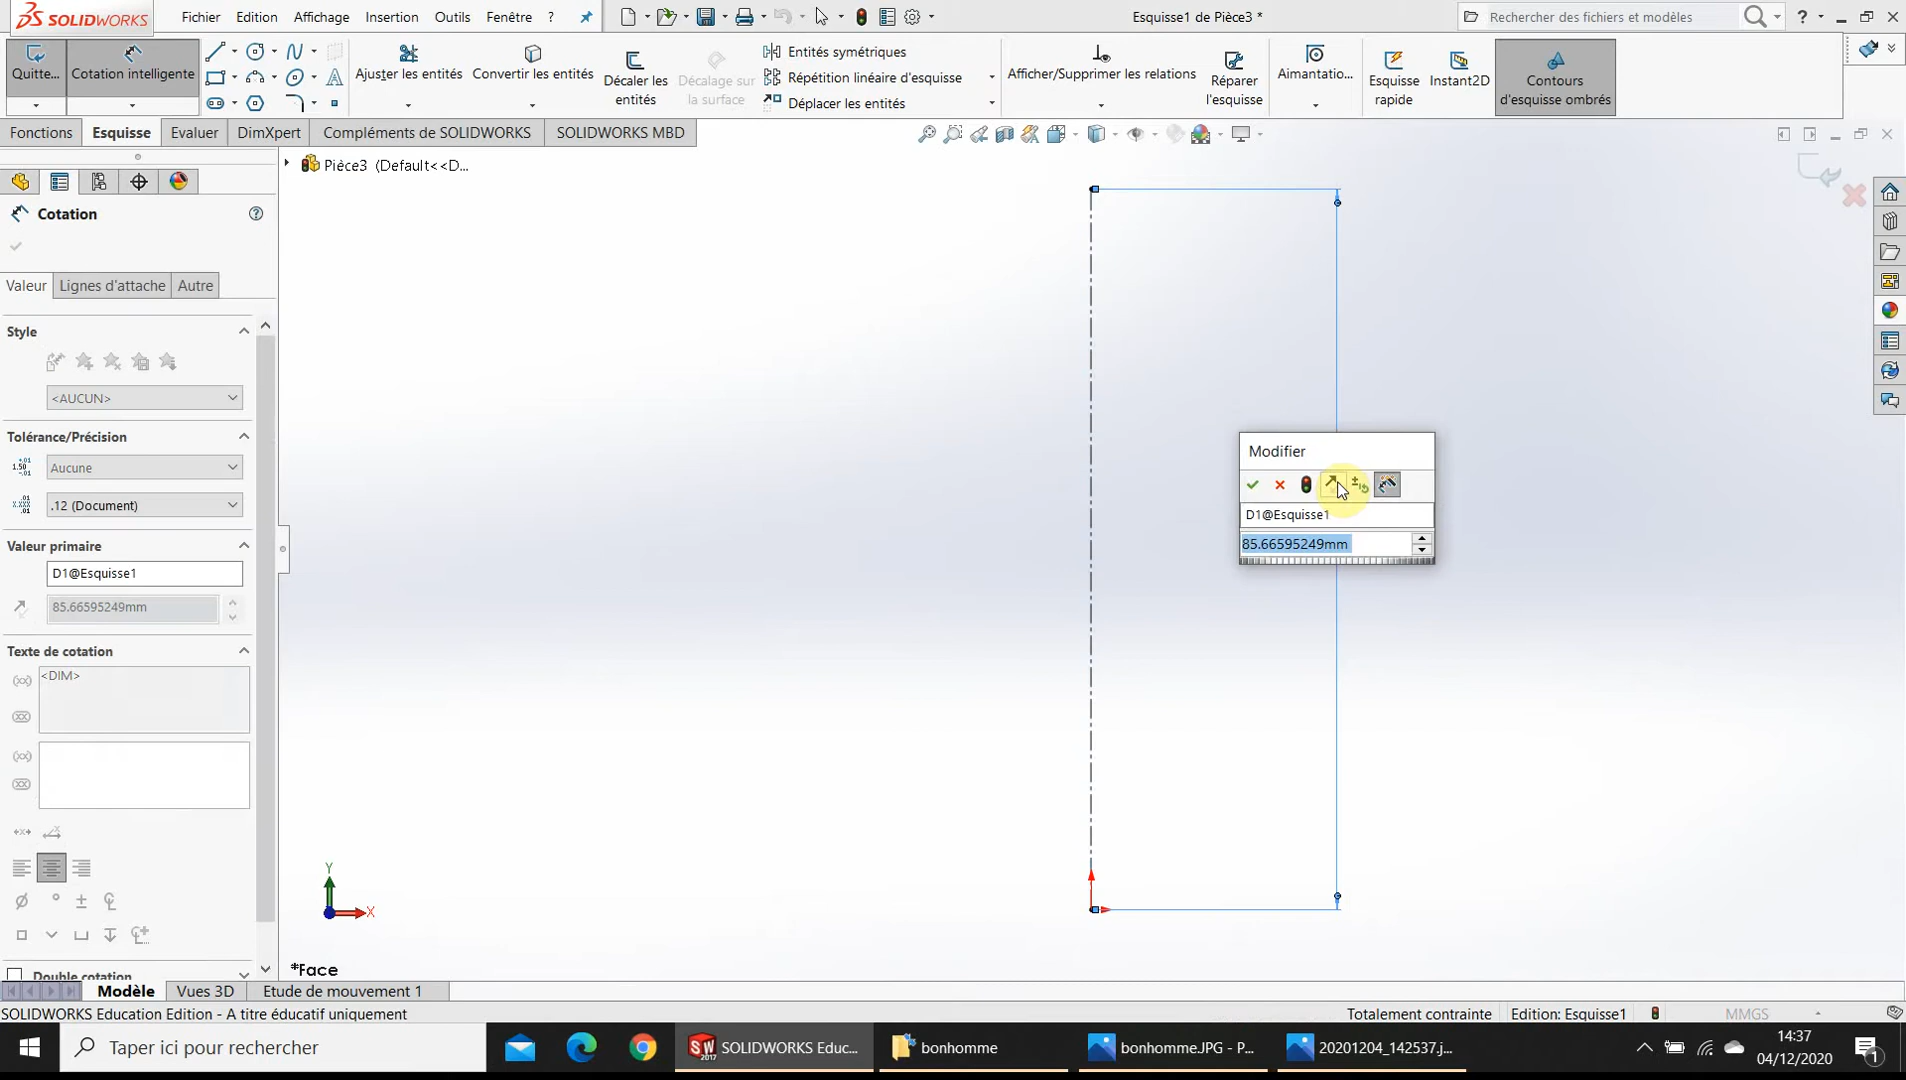 SOLIDWORKS
Fichier Edition Affichage Insertion Outils Fenêtre ?
Esquisse1 de Pièce3 *
Rechercher des fichiers et modèles
Quitte...
Cotation intelligente
Ajuster les entités
Convertir les entités
Décaler les entités
Décalage sur la surface
Entités symétriques
Répétition linéaire d'esquisse
Déplacer les entités
Afficher/Supprimer les relations
Réparer l'esquisse
Aimantatio...
Esquisse rapide
Instant2D
Contours d'esquisse ombrés
Fonctions Esquisse Evaluer DimXpert Compléments de SOLIDWORKS SOLIDWORKS MBD
Pièce3 (Default<<D...
Cotation
Valeur Lignes d'attache Autre
Style
<AUCUN>
Tolérance/Précision
Aucune
.12 (Document)
Valeur primaire
D1@Esquisse1
85.66595249mm
Texte de cotation
<DIM>
Double cotation
Modifier
D1@Esquisse1
85.66595249mm
Y
X
*Face
Modèle Vues 3D Etude de mouvement 1
SOLIDWORKS Education Edition - A titre éducatif uniquement
Totalement contrainte
Edition: Esquisse1
MMGS
Taper ici pour rechercher
SOLIDWORKS Educ...
bonhomme
bonhomme.JPG - P...
20201204_142537.j...
14:37
04/12/2020